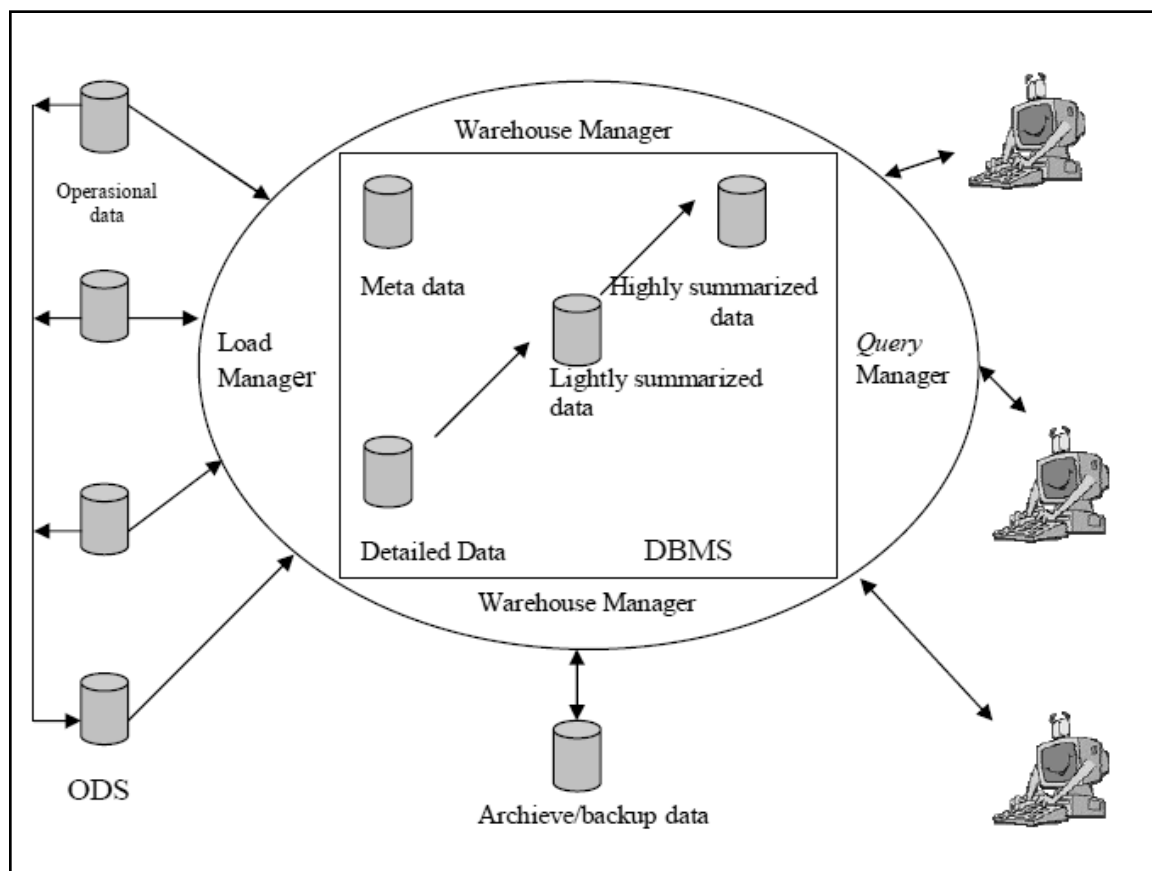 Warehouse Manager
Operasional
data
Meta data
Highly summarized
data
Load
Manager
Query
Manager
Lightly summarized
data
Detailed Data
DBMS
Warehouse Manager
ODS
Archieve/backup data